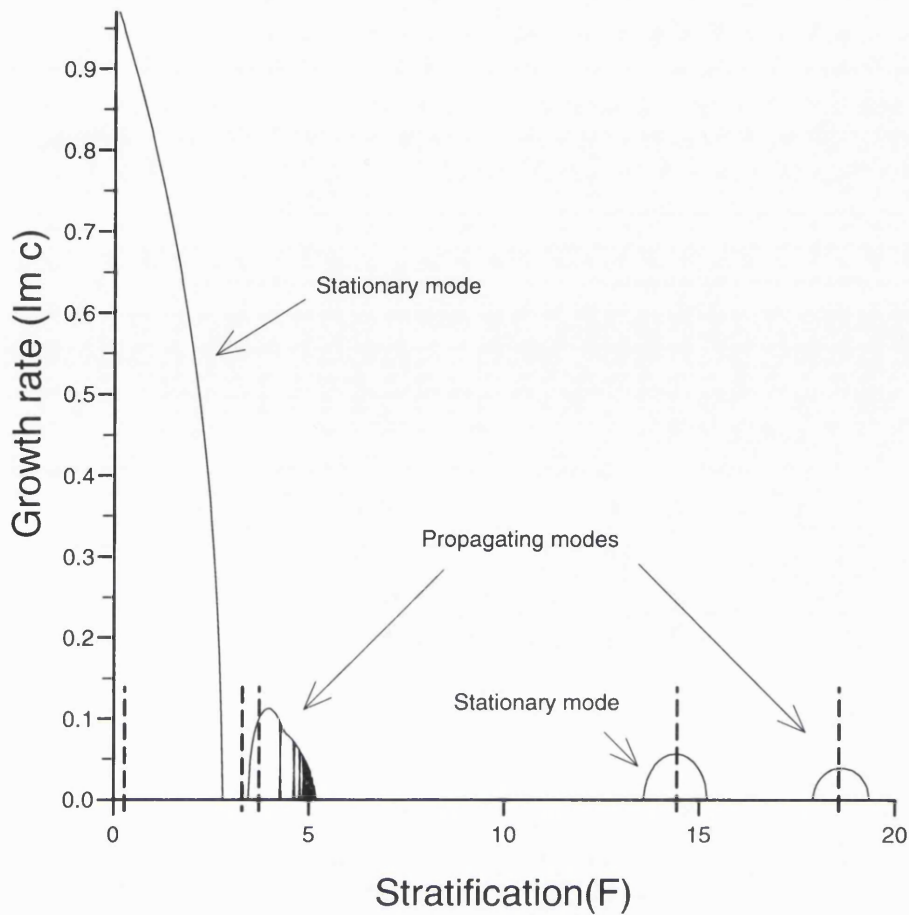 Growth rate (Im c)
0.9
0.8
0.7
0.6
0.5
0.4
0.3
0.2
0.1
0.0
Stationary mode
Propagating modes
Stationary mode
0 5 10 15 20
Stratification(F)